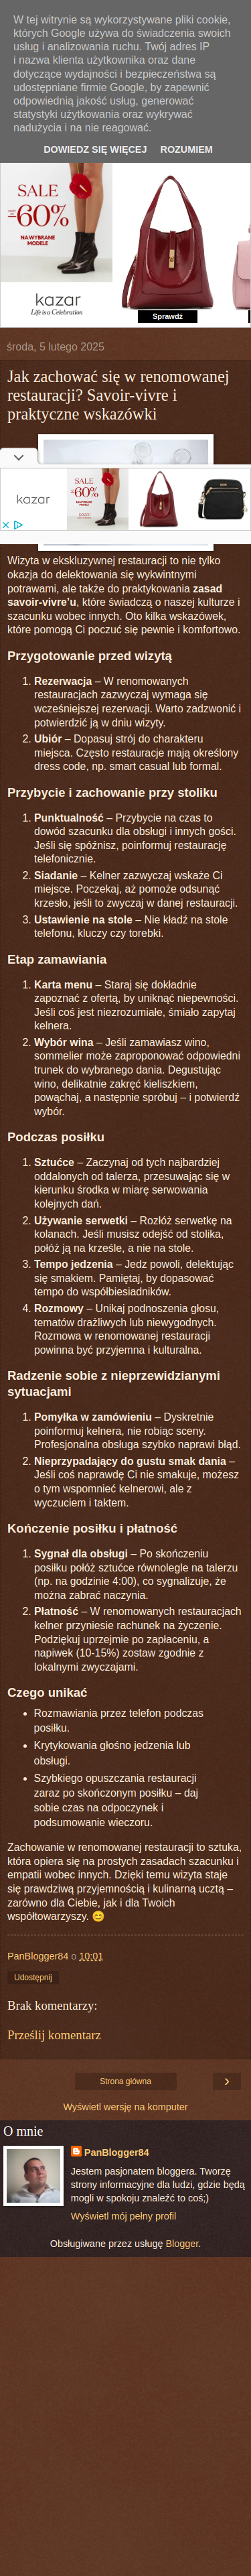 W tej witrynie są wykorzystywane pliki cookie,
których Google używa do świadczenia swoich
usług i analizowania ruchu. Twój adres IP
i nazwa klienta użytkownika oraz dane
dotyczące wydajności i bezpieczeństwa są
udostępniane firmie Google, by zapewnić
odpowiednią jakość usług, generować
statystyki użytkowania oraz wykrywać
nadużycia i na nie reagować.
DOWIEDZ SIĘ WIĘCEJ ROZUMIEM
SALE
-60%
DO
NA WYBRANE
MODELE
kazar
Life is a Celebration
Sprawdź
środa, 5 lutego 2025
Jak zachować się w renomowanej
restauracji? Savoir-vivre i
praktyczne wskazówki
kazar
SALE
-60%
Wizyta w ekskluzywnej restauracji to nie tylko
okazja do delektowania się wykwintnymi
potrawami, ale także do praktykowania zasad
savoir-vivre'u, które świadczą o naszej kulturze i
szacunku wobec innych. Oto kilka wskazówek,
które pomogą Ci poczuć się pewnie i komfortowo.
Przygotowanie przed wizytą
1. Rezerwacja – W renomowanych
restauracjach zazwyczaj wymaga się
wcześniejszej rezerwacji. Warto zadzwonić i
potwierdzić ją w dniu wizyty.
2. Ubiór – Dopasuj strój do charakteru
miejsca. Często restauracje mają określony
dress code, np. smart casual lub formal.
Przybycie i zachowanie przy stoliku
1. Punktualność – Przybycie na czas to
dowód szacunku dla obsługi i innych gości.
Jeśli się spóźnisz, poinformuj restaurację
telefonicznie.
2. Siadanie – Kelner zazwyczaj wskaże Ci
miejsce. Poczekaj, aż pomoże odsunąć
krzesło, jeśli to zwyczaj w danej restauracji.
3. Ustawienie na stole – Nie kładź na stole
telefonu, kluczy czy torebki.
Etap zamawiania
1. Karta menu – Staraj się dokładnie
zapoznać z ofertą, by uniknąć niepewności.
Jeśli coś jest niezrozumiałe, śmiało zapytaj
kelnera.
2. Wybór wina – Jeśli zamawiasz wino,
sommelier może zaproponować odpowiedni
trunek do wybranego dania. Degustując
wino, delikatnie zakręć kieliszkiem,
powąchaj, a następnie spróbuj – i potwierdź
wybór.
Podczas posiłku
1. Sztućce – Zaczynaj od tych najbardziej
oddalonych od talerza, przesuwając się w
kierunku środka w miarę serwowania
kolejnych dań.
2. Używanie serwetki – Rozłóż serwetkę na
kolanach. Jeśli musisz odejść od stolika,
połóż ją na krześle, a nie na stole.
3. Tempo jedzenia – Jedz powoli, delektując
się smakiem. Pamiętaj, by dopasować
tempo do współbiesiadników.
4. Rozmowy – Unikaj podnoszenia głosu,
tematów drażliwych lub niewygodnych.
Rozmowa w renomowanej restauracji
powinna być przyjemna i kulturalna.
Radzenie sobie z nieprzewidzianymi
sytuacjami
1. Pomyłka w zamówieniu – Dyskretnie
poinformuj kelnera, nie robiąc sceny.
Profesjonalna obsługa szybko naprawi błąd.
2. Nieprzypadający do gustu smak dania –
Jeśli coś naprawdę Ci nie smakuje, możesz
o tym wspomnieć kelnerowi, ale z
wyczuciem i taktem.
Kończenie posiłku i płatność
1. Sygnał dla obsługi – Po skończeniu
posiłku połóż sztućce równolegle na talerzu
(np. na godzinie 4:00), co sygnalizuje, że
można zabrać naczynia.
2. Płatność – W renomowanych restauracjach
kelner przyniesie rachunek na życzenie.
Podziękuj uprzejmie po zapłaceniu, a
napiwek (10-15%) zostaw zgodnie z
lokalnymi zwyczajami.
Czego unikać
• Rozmawiania przez telefon podczas
posiłku.
• Krytykowania głośno jedzenia lub
obsługi.
• Szybkiego opuszczania restauracji
zaraz po skończonym posiłku – daj
sobie czas na odpoczynek i
podsumowanie wieczoru.
Zachowanie w renomowanej restauracji to sztuka,
która opiera się na prostych zasadach szacunku i
empatii wobec innych. Dzięki temu wizyta staje
się prawdziwą przyjemnością i kulinarną ucztą –
zarówno dla Ciebie, jak i dla Twoich
współtowarzyszy. 😊
PanBlogger84 o 10:01
Udostępnij
Brak komentarzy:
Prześlij komentarz
Strona główna ›
Wyświetl wersję na komputer
O mnie
PanBlogger84
Jestem pasjonatem bloggera. Tworzę
strony informacyjne dla ludzi, gdzie będą
mogli w spokoju znaleźć to coś;)
Wyświetl mój pełny profil
Obsługiwane przez usługę Blogger.